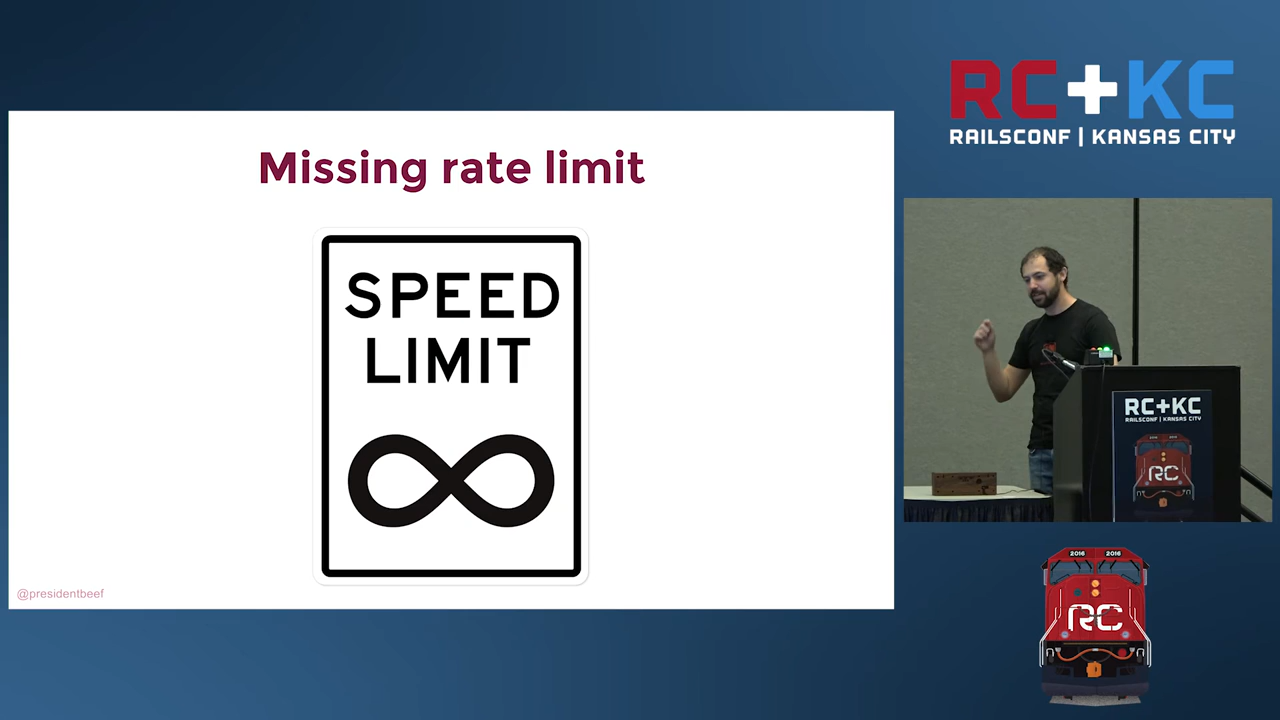 Missing rate limit
SPEED
LIMIT
∞
@presidentbeef
RC+KC
RAILSCONF | KANSAS CITY
RC+KC
RAILSCONF | KANSAS CITY
RC
2016 2016
RC